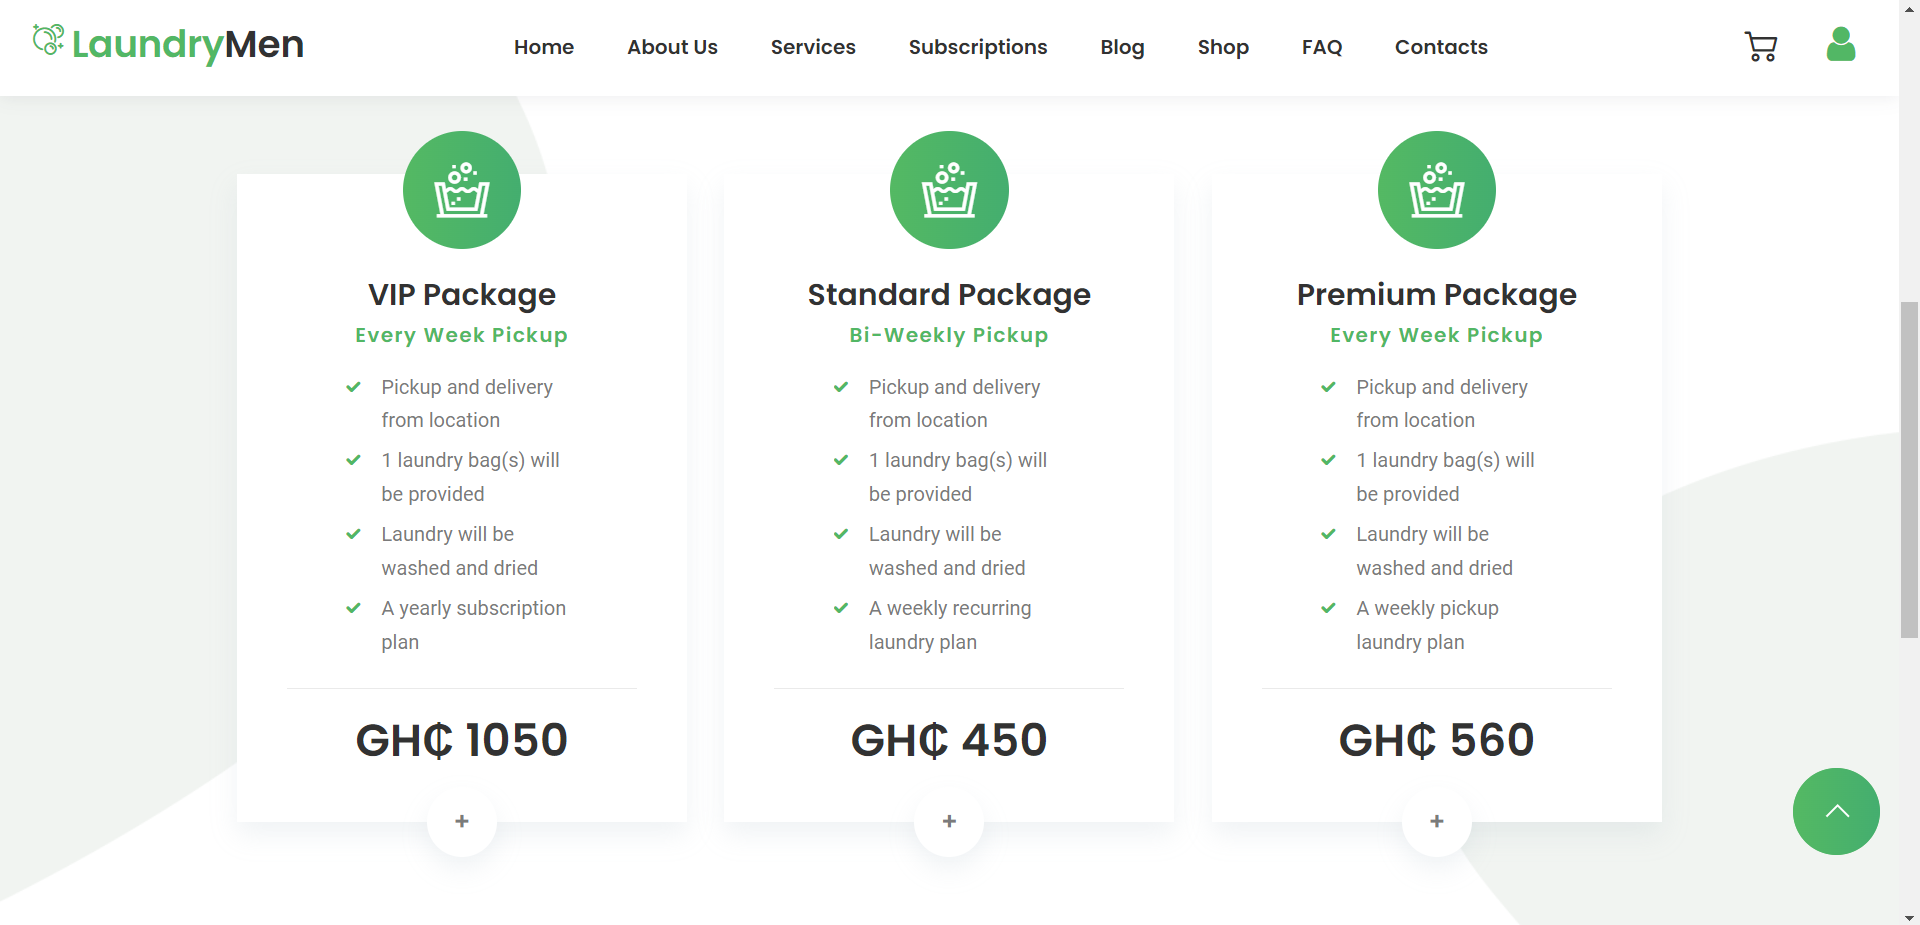 LaundryMen
Home About Us Services Subscriptions Blog Shop FAQ Contacts
VIP Package
Every Week Pickup
Pickup and delivery
from location
1 laundry bag(s) will
be provided
Laundry will be
washed and dried
A yearly subscription
plan
GH₵ 1050
+
Standard Package
Bi-Weekly Pickup
Pickup and delivery
from location
1 laundry bag(s) will
be provided
Laundry will be
washed and dried
A weekly recurring
laundry plan
GH₵ 450
+
Premium Package
Every Week Pickup
Pickup and delivery
from location
1 laundry bag(s) will
be provided
Laundry will be
washed and dried
A weekly pickup
laundry plan
GH₵ 560
+